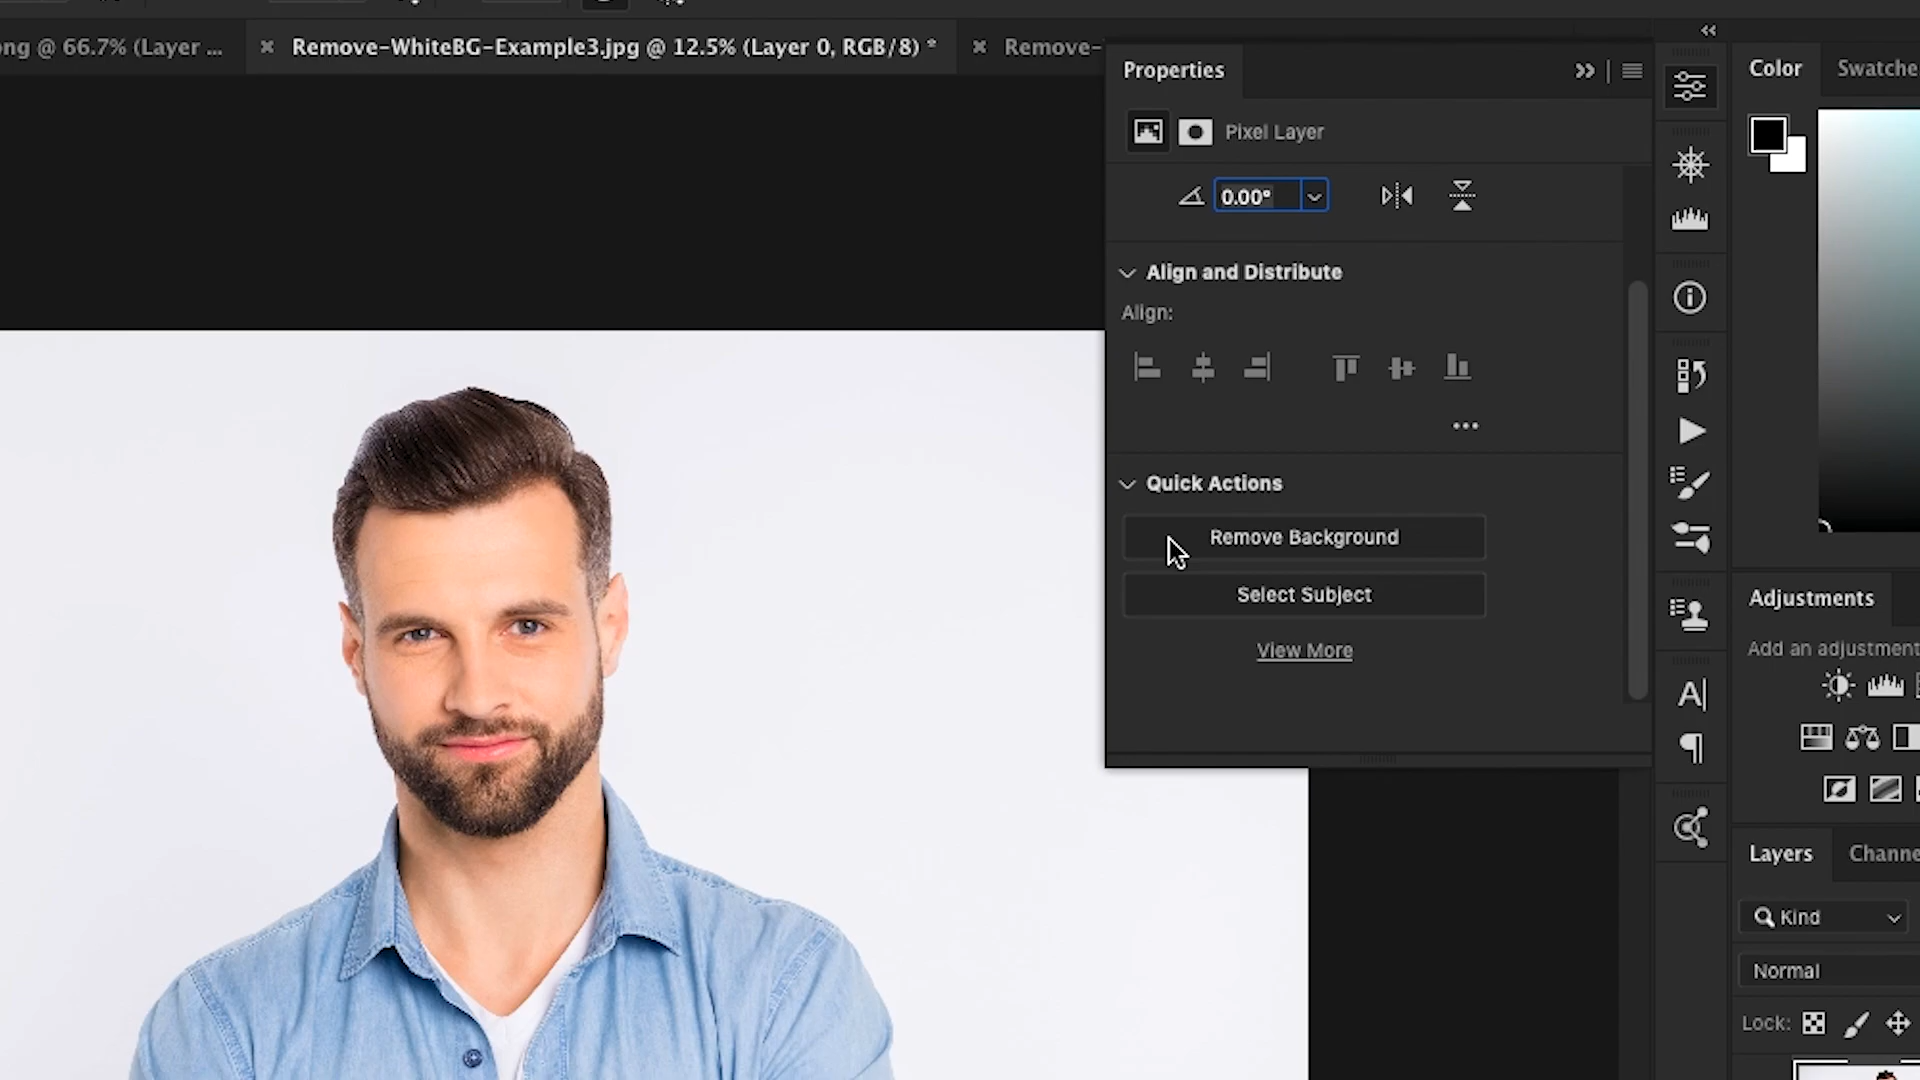 ng @ 66.7% (Layer ...
Remove-WhiteBG-Example3.jpg @ 12.5% (Layer 0, RGB/8) *
Remove-
Properties
Color
Swatche
Pixel Layer
0.00°
Align and Distribute
Align:
Quick Actions
Remove Background
Select Subject
View More
Adjustments
Add an adjustment
Layers
Channe
Kind
Normal
Lock: